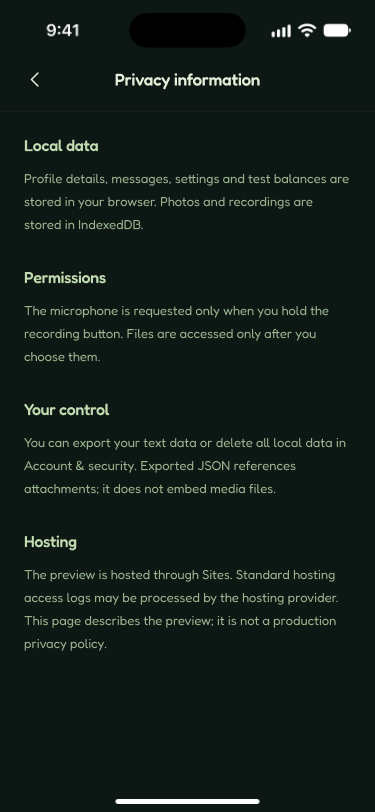 9:41
Privacy information
Local data
Profile details, messages, settings and test balances are
stored in your browser. Photos and recordings are
stored in IndexedDB.
Permissions
The microphone is requested only when you hold the
recording button. Files are accessed only after you
choose them.
Your control
You can export your text data or delete all local data in
Account & security. Exported JSON references
attachments; it does not embed media files.
Hosting
The preview is hosted through Sites. Standard hosting
access logs may be processed by the hosting provider.
This page describes the preview; it is not a production
privacy policy.